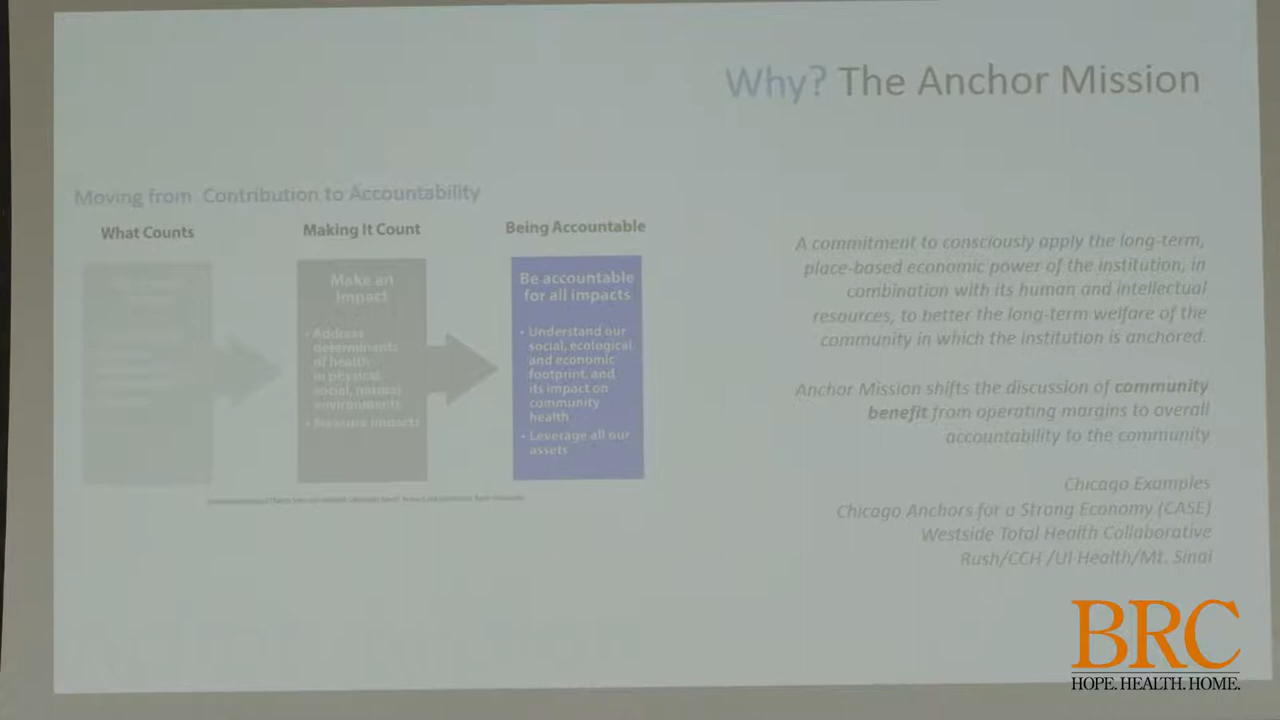 Why? The Anchor Mission
Moving from Contribution to Accountability
What Counts
Making It Count
Make an
Impact
• Address
determinants
of health
in physical,
social, natural
environments
• Measure impacts
Being Accountable
Be accountable
for all impacts
• Understand our
social, ecological
and economic
footprint, and
its impact on
community
health
• Leverage all our
assets
A commitment to consciously apply the long-term,
place-based economic power of the institution, in
combination with its human and intellectual
resources, to better the long-term welfare of the
community in which the institution is anchored.
Anchor Mission shifts the discussion of community
benefit from operating margins to overall
accountability to the community
Chicago Examples
Chicago Anchors for a Strong Economy (CASE)
Westside Total Health Collaborative
Rush/CCH /UI Health/Mt. Sinai
BRC
HOPE. HEALTH. HOME.